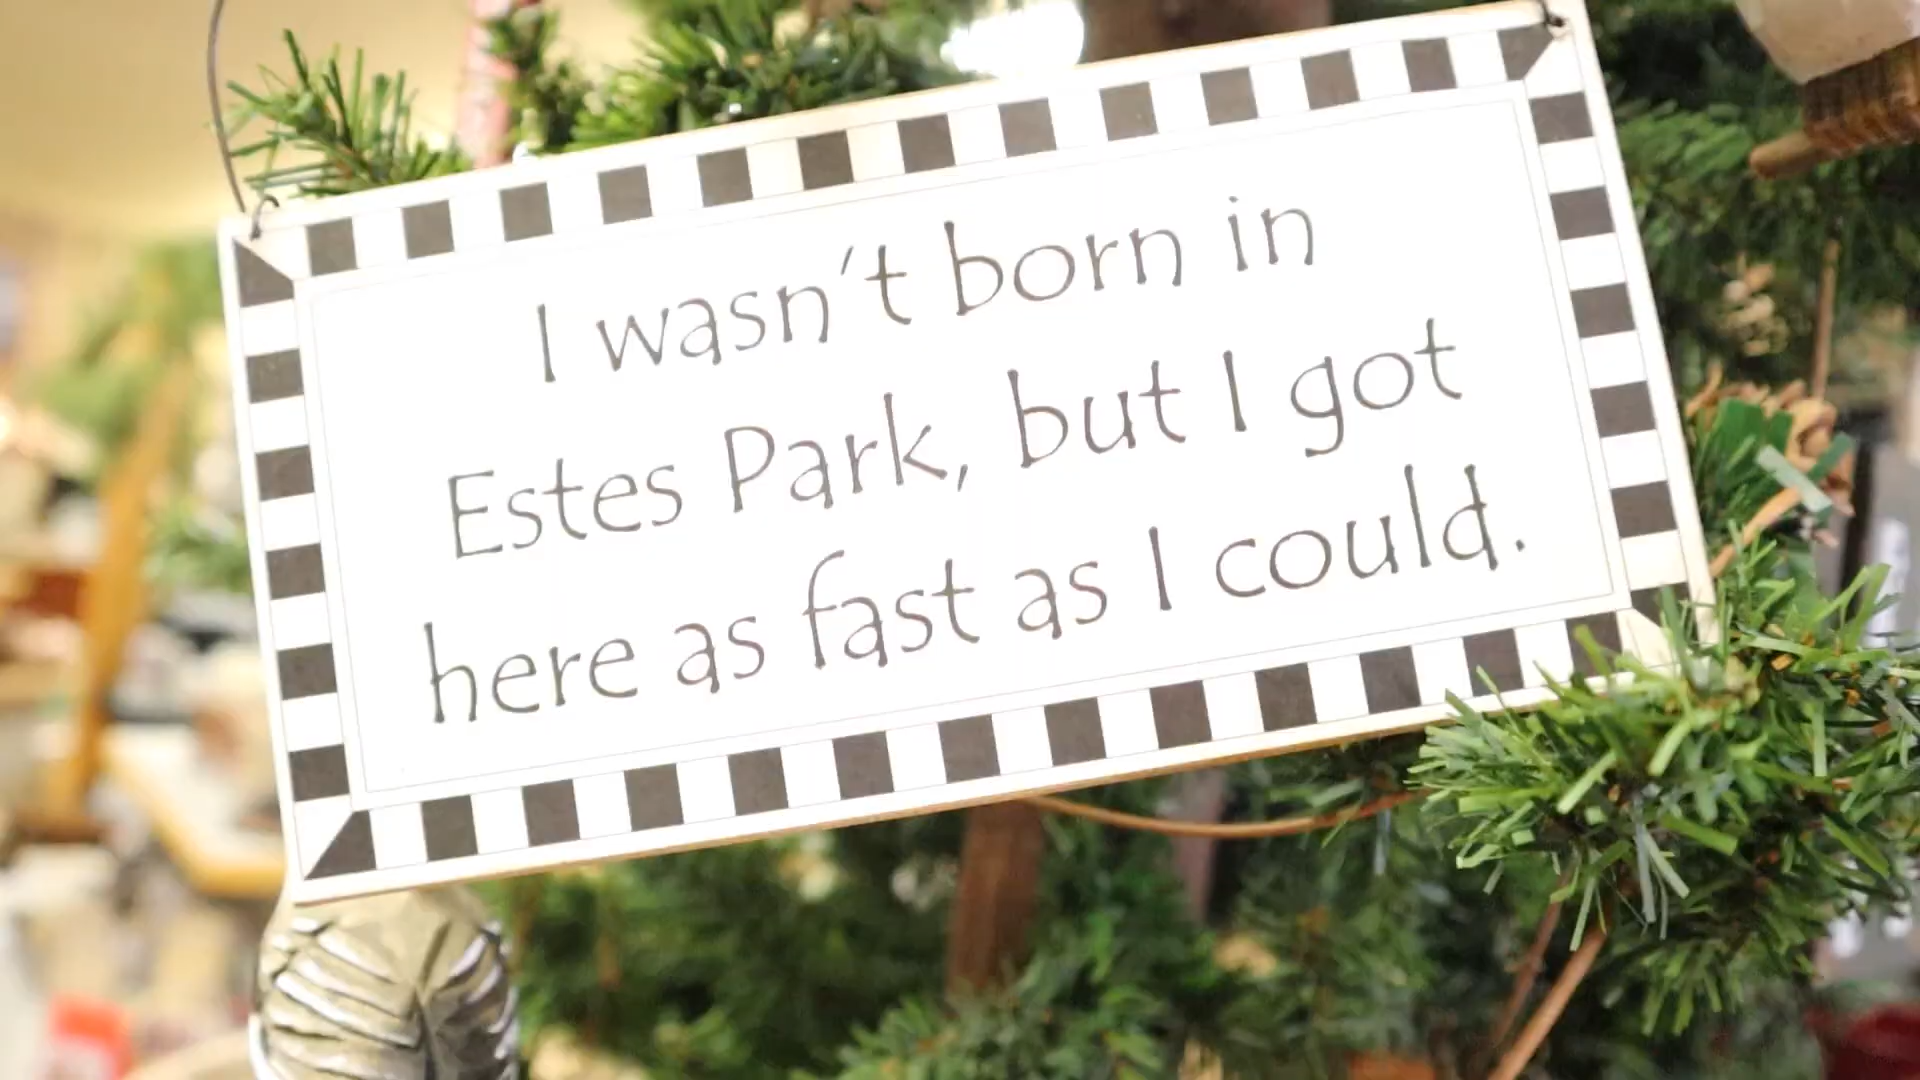 I wasn't born in
Estes Park, but I got
here as fast as I could.